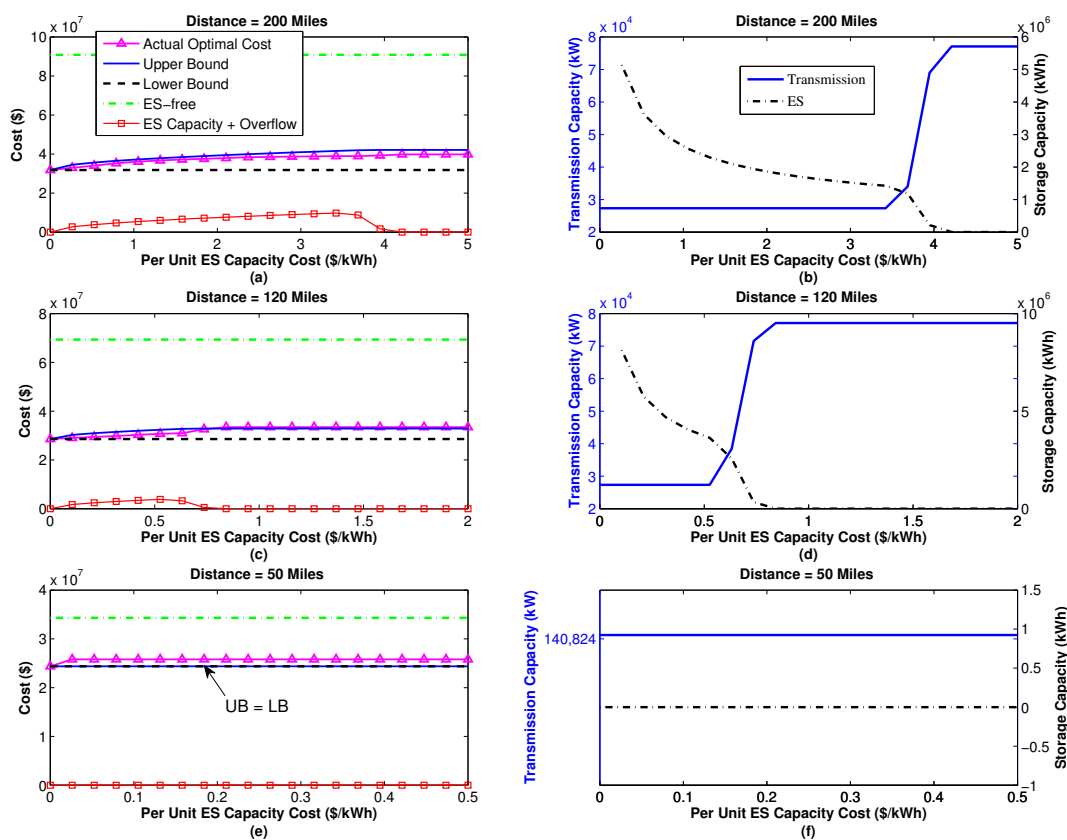 Distance = 200 Miles
x 10^7
Cost ($)
10
8
6
4
2
0
Actual Optimal Cost
Upper Bound
Lower Bound
ES-free
ES Capacity + Overflow
0 1 2 3 4 5
Per Unit ES Capacity Cost ($/kWh)
(a)
Distance = 200 Miles
x 10^4
x 10^6
Transmission Capacity (kW)
8
7
6
5
4
3
2
Transmission
ES
6
5
4
3
2
1
0
Storage Capacity (kWh)
0 1 2 3 4 5
Per Unit ES Capacity Cost ($/kWh)
(b)
Distance = 120 Miles
x 10^7
Cost ($)
8
6
4
2
0
0 0.5 1 1.5 2
Per Unit ES Capacity Cost ($/kWh)
(c)
Distance = 120 Miles
x 10^4
x 10^6
Transmission Capacity (kW)
8
7
6
5
4
3
2
10
5
0
Storage Capacity (kWh)
0 0.5 1 1.5 2
Per Unit ES Capacity Cost ($/kWh)
(d)
Distance = 50 Miles
x 10^7
Cost ($)
4
3
2
1
0
UB = LB
0 0.1 0.2 0.3 0.4 0.5
Per Unit ES Capacity Cost ($/kWh)
(e)
Distance = 50 Miles
Transmission Capacity (kW)
140,824
1.5
1
0.5
0
-0.5
-1
Storage Capacity (kWh)
0 0.1 0.2 0.3 0.4 0.5
Per Unit ES Capacity Cost ($/kWh)
(f)